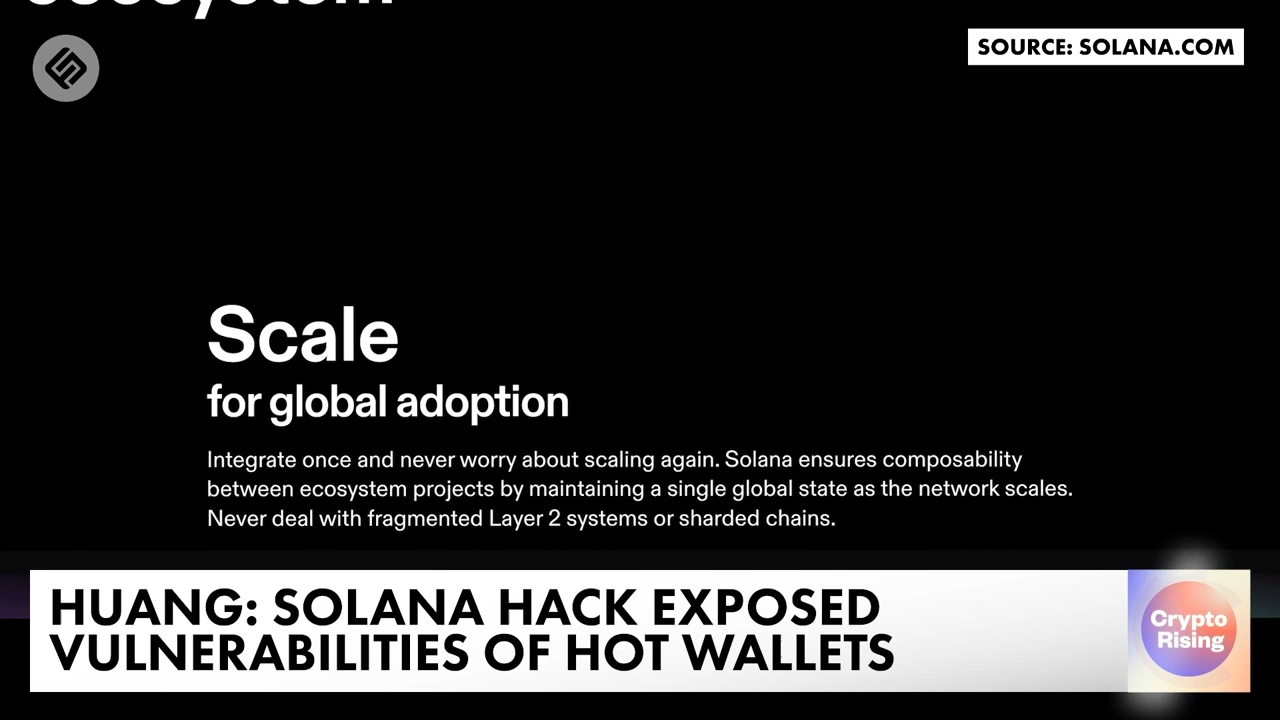 ecosystem
SOURCE: SOLANA.COM
Scale
for global adoption
Integrate once and never worry about scaling again. Solana ensures composability
between ecosystem projects by maintaining a single global state as the network scales.
Never deal with fragmented Layer 2 systems or sharded chains.
HUANG: SOLANA HACK EXPOSED
VULNERABILITIES OF HOT WALLETS
Crypto
Rising